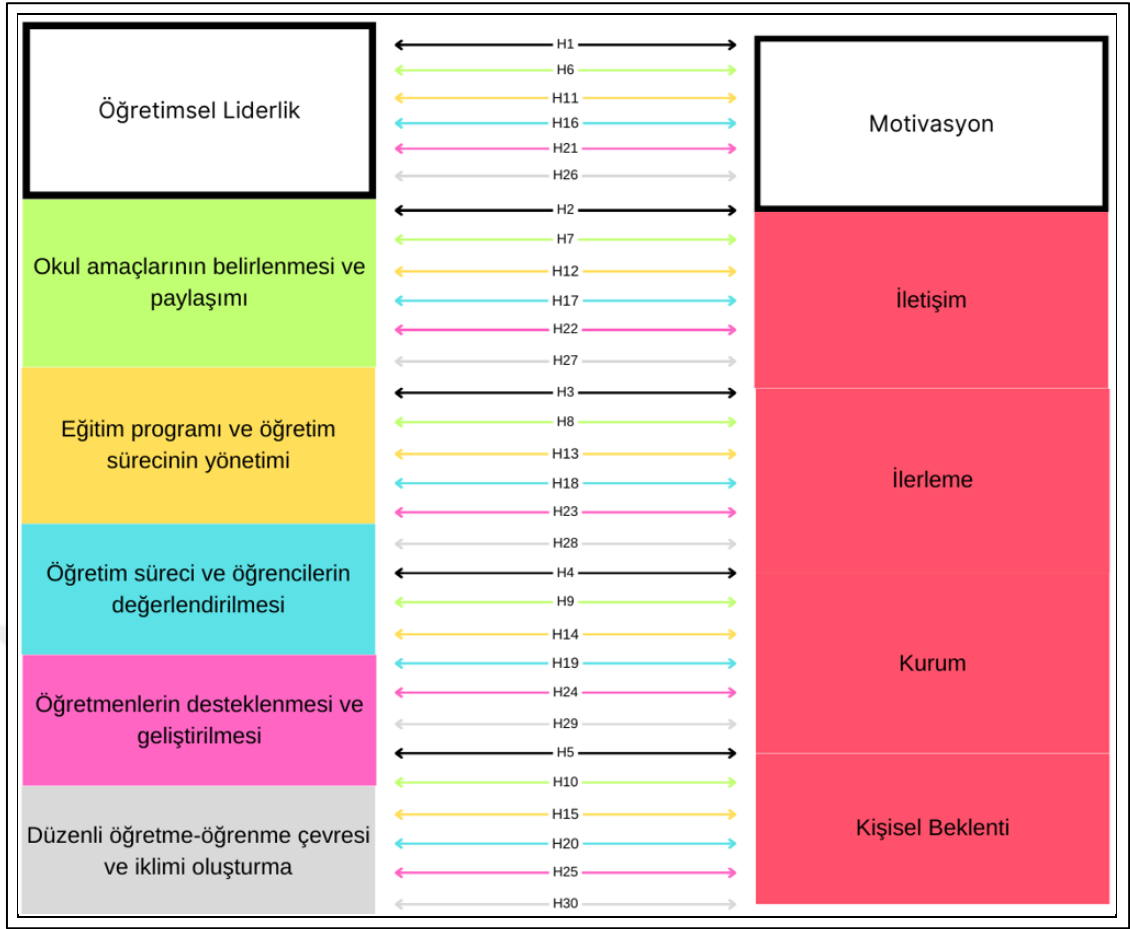 Öğretimsel Liderlik
Okul amaçlarının belirlenmesi ve
paylaşımı
Eğitim programı ve öğretim
sürecinin yönetimi
Öğretim süreci ve öğrencilerin
değerlendirilmesi
Öğretmenlerin desteklenmesi ve
geliştirilmesi
Düzenli öğretme-öğrenme çevresi
ve iklimi oluşturma
H1
H6
H11
H16
H21
H26
H2
H7
H12
H17
H22
H27
H3
H8
H13
H18
H23
H28
H4
H9
H14
H19
H24
H29
H5
H10
H15
H20
H25
H30
Motivasyon
İletişim
İlerleme
Kurum
Kişisel Beklenti